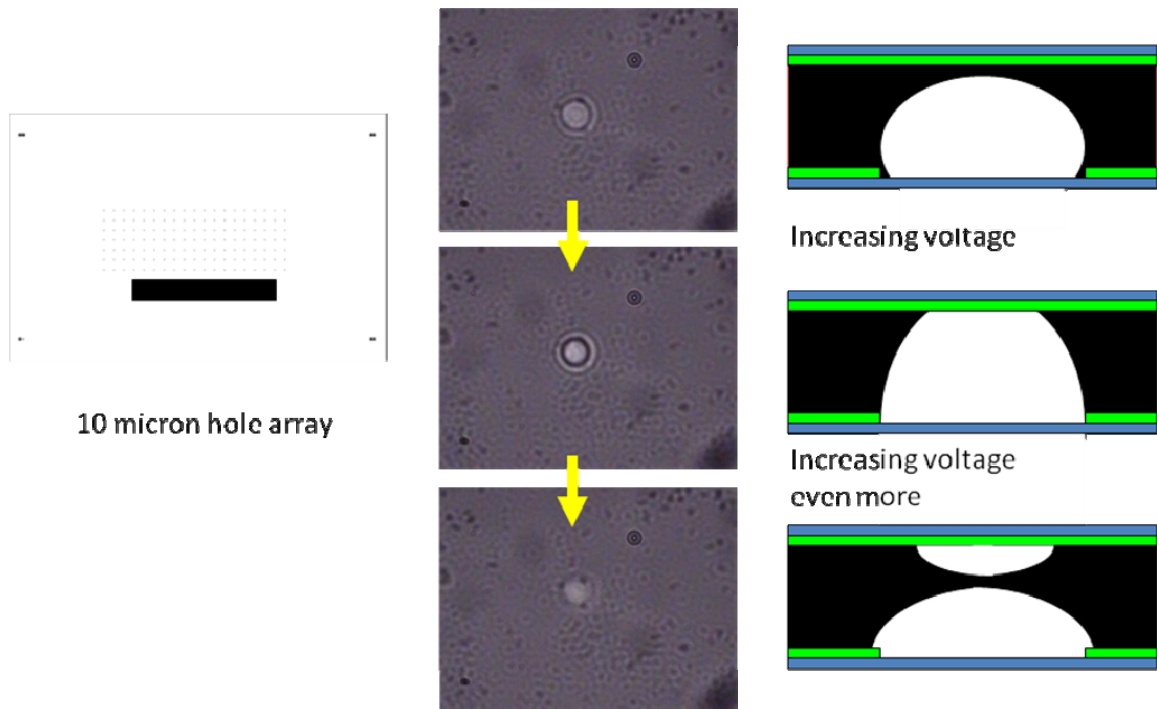 10 micron hole array
Increasing voltage
Increasing voltage
even more